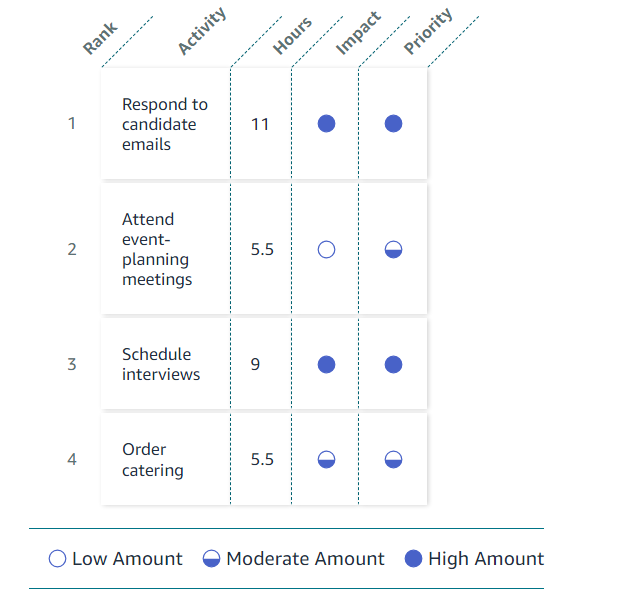 Rank Activity Hours Impact Priority
1
Respond to
candidate
emails
11
2
Attend
event-
planning
meetings
5.5
3
Schedule
interviews
9
4
Order
catering
5.5
Low Amount Moderate Amount High Amount